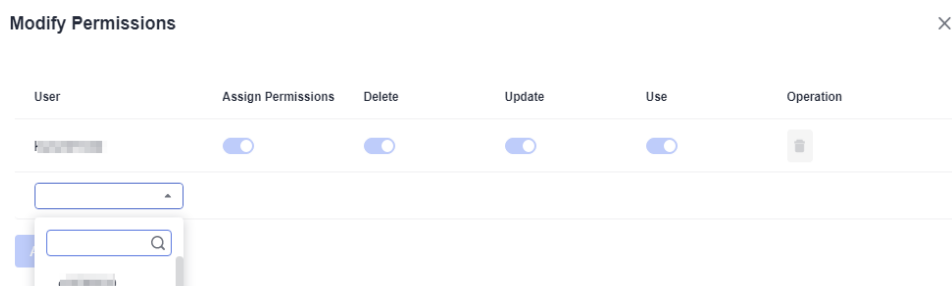 Modify Permissions
User Assign Permissions Delete Update Use Operation